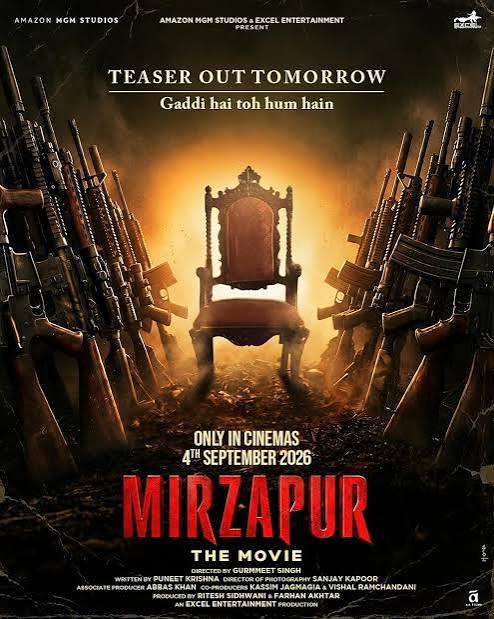 AMAZON MGM STUDIOS
AMAZON MGM STUDIOS & EXCEL ENTERTAINMENT
PRESENT
EXCEL
TEASER OUT TOMORROW
Gaddi hai toh hum hain
ONLY IN CINEMAS
4TH SEPTEMBER 2026
MIRZAPUR
THE MOVIE
DIRECTED BY GURMMEET SINGH
WRITTEN BY PUNEET KRISHNA DIRECTOR OF PHOTOGRAPHY SANJAY KAPOOR
ASSOCIATE PRODUCER ABBAS KHAN CO-PRODUCERS KASSIM JAGMAGIA & VISHAL RAMCHANDANI
PRODUCED BY RITESH SIDHWANI & FARHAN AKHTAR
AN EXCEL ENTERTAINMENT PRODUCTION